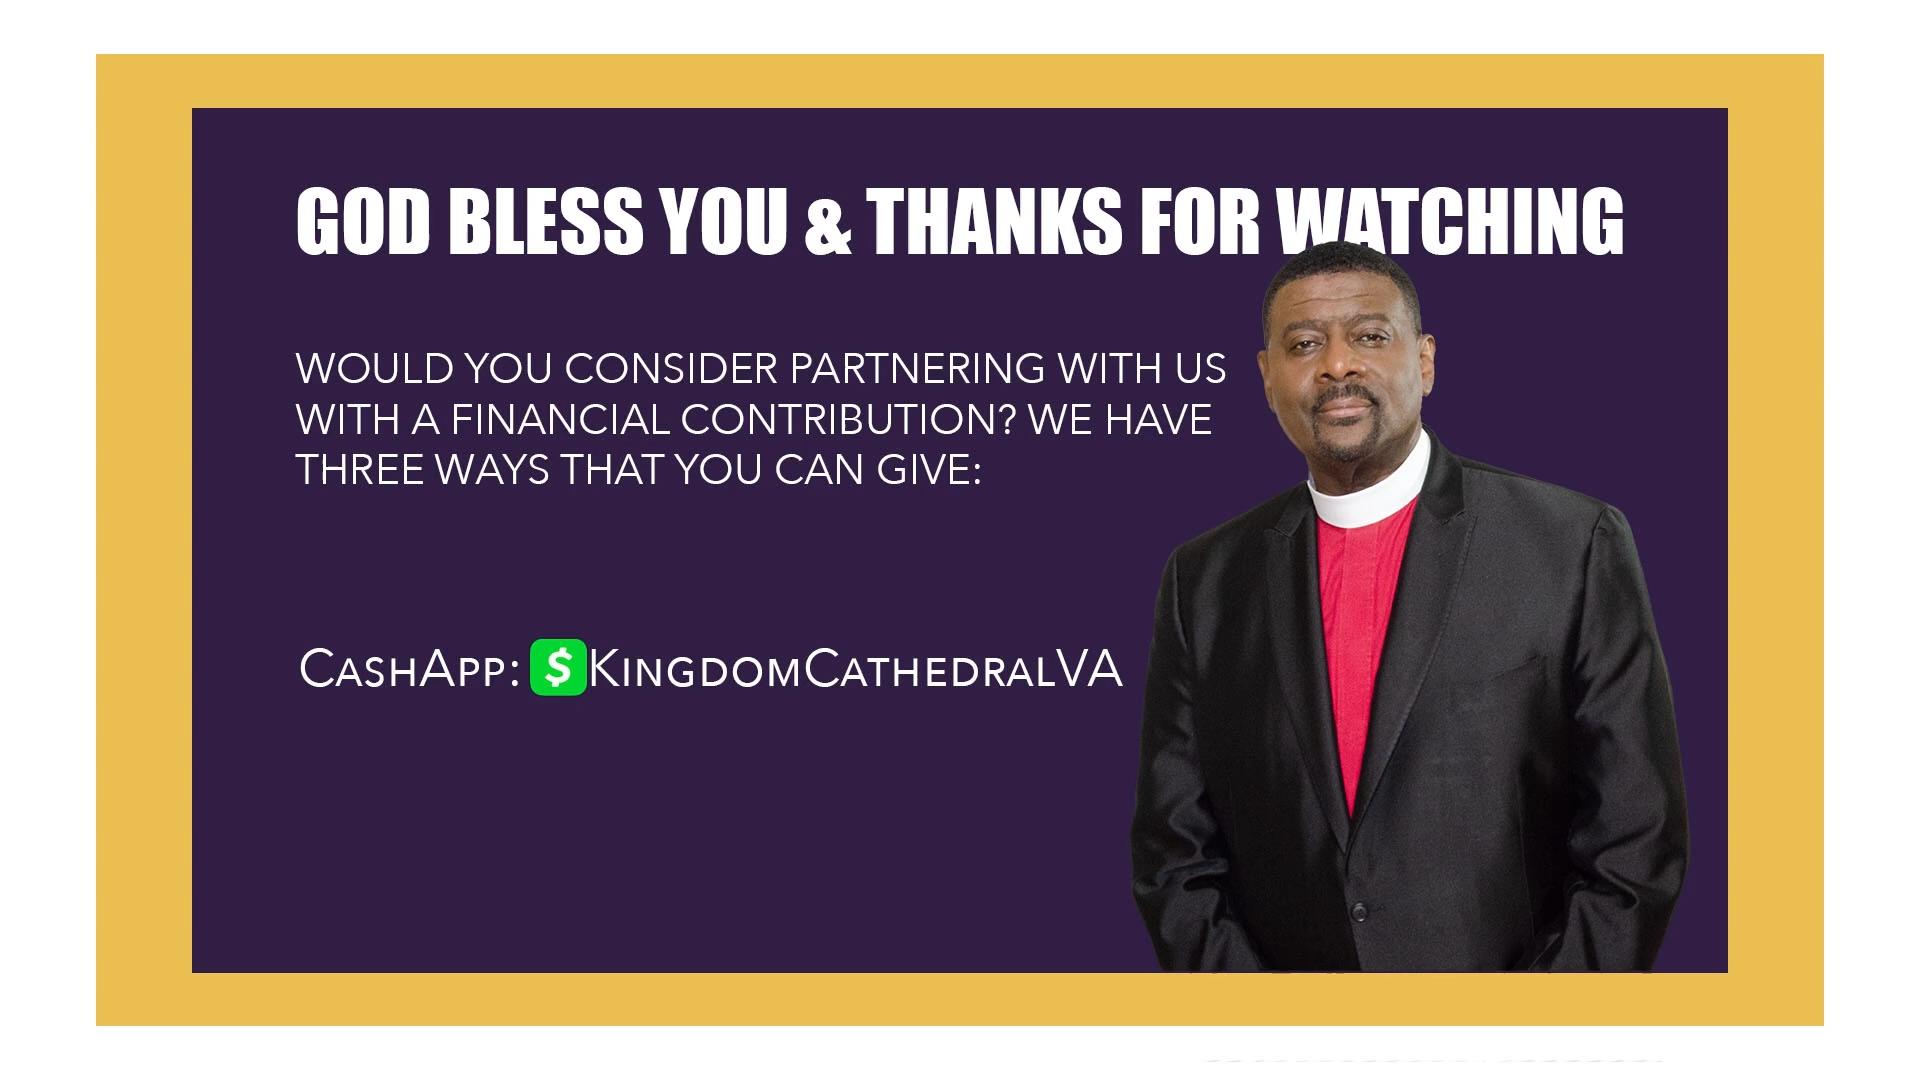 GOD BLESS YOU & THANKS FOR WATCHING
WOULD YOU CONSIDER PARTNERING WITH US
WITH A FINANCIAL CONTRIBUTION? WE HAVE
THREE WAYS THAT YOU CAN GIVE:
CashApp: $KingdomCathedralVA